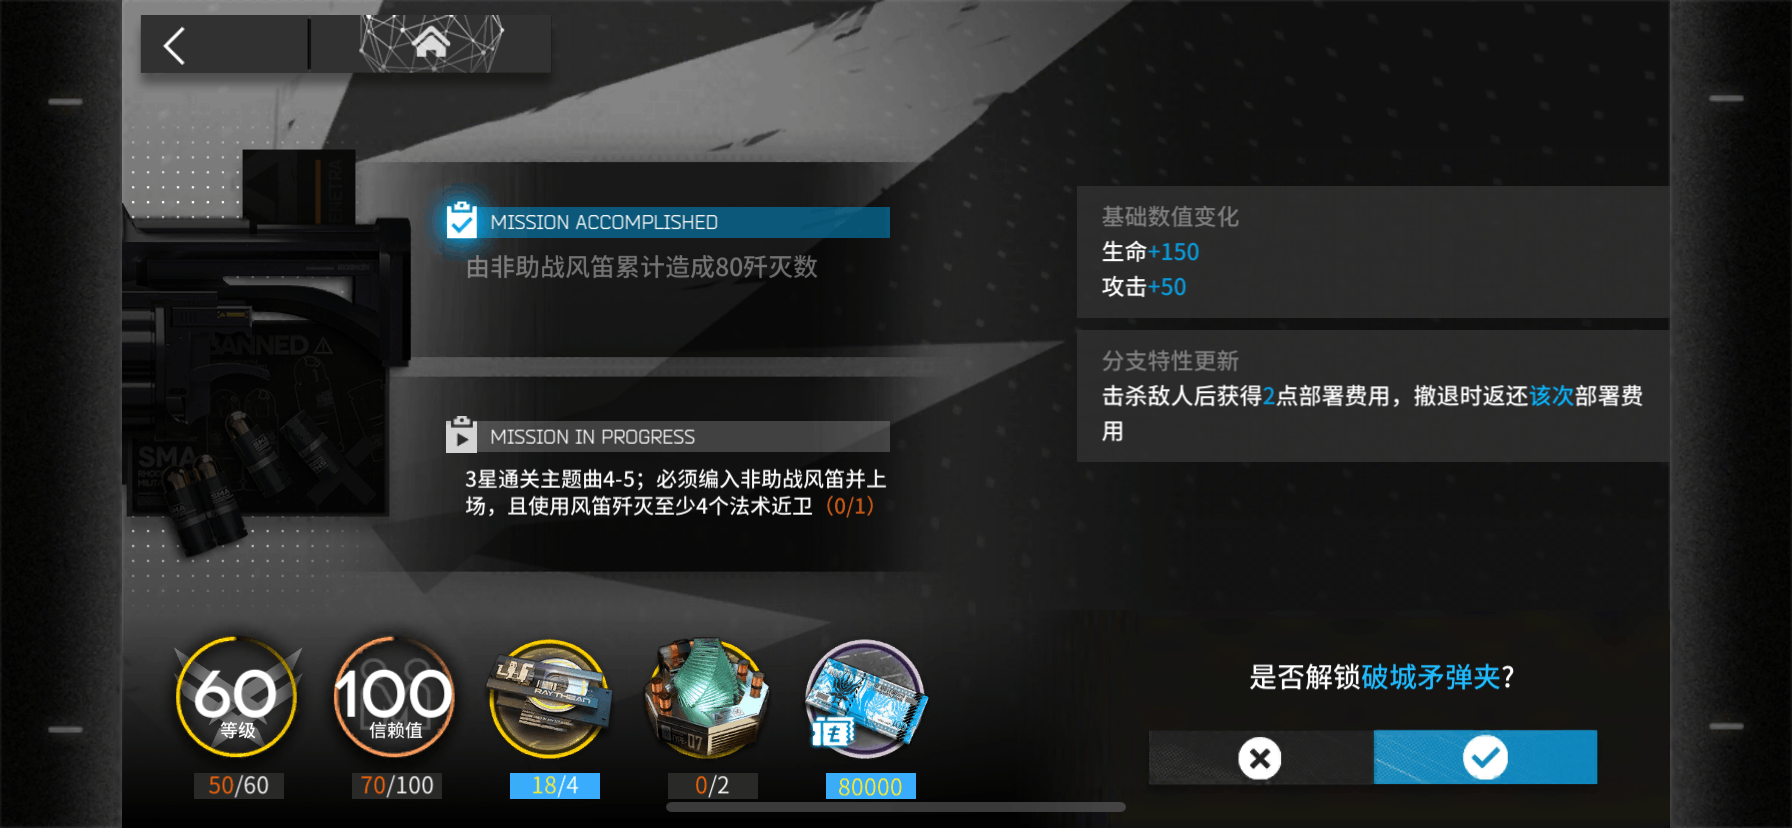 MISSION ACCOMPLISHED
由非助战风笛累计造成80歼灭数
BANNED
SMA
SMA
SMA
MISSION IN PROGRESS
3星通关主题曲4-5；必须编入非助战风笛并上
场，且使用风笛歼灭至少4个法术近卫（0/1）
基础数值变化
生命+150
攻击+50
分支特性更新
击杀敌人后获得2点部署费用，撤退时返还该次部署费
用
60
等级
50/60
100
信赖值
70/100
RAYTHEAN
18/4
07
0/2
80000
是否解锁破城矛弹夹？